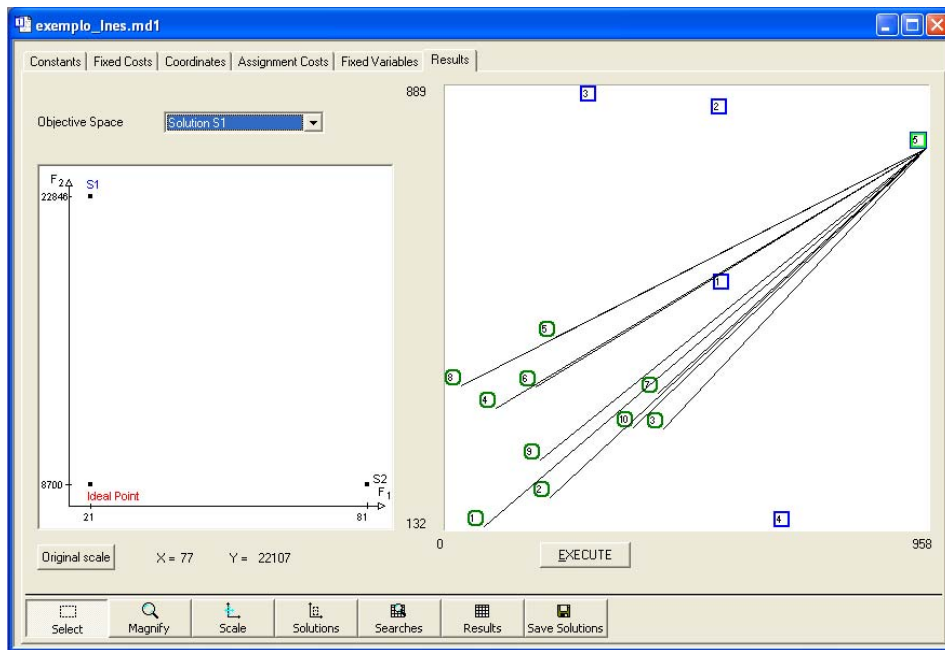 exemplo_Ines.md1
Constants Fixed Costs Coordinates Assignment Costs Fixed Variables Results
Objective Space Solution S1
F2
S1
22846
8700
Ideal Point
S2
F1
21 81
Original scale X = 77 Y = 22107
889
3
2
5
1
5
8
6
4
7
10
3
9
2
1
4
132
0 958
EXECUTE
Select Magnify Scale Solutions Searches Results Save Solutions